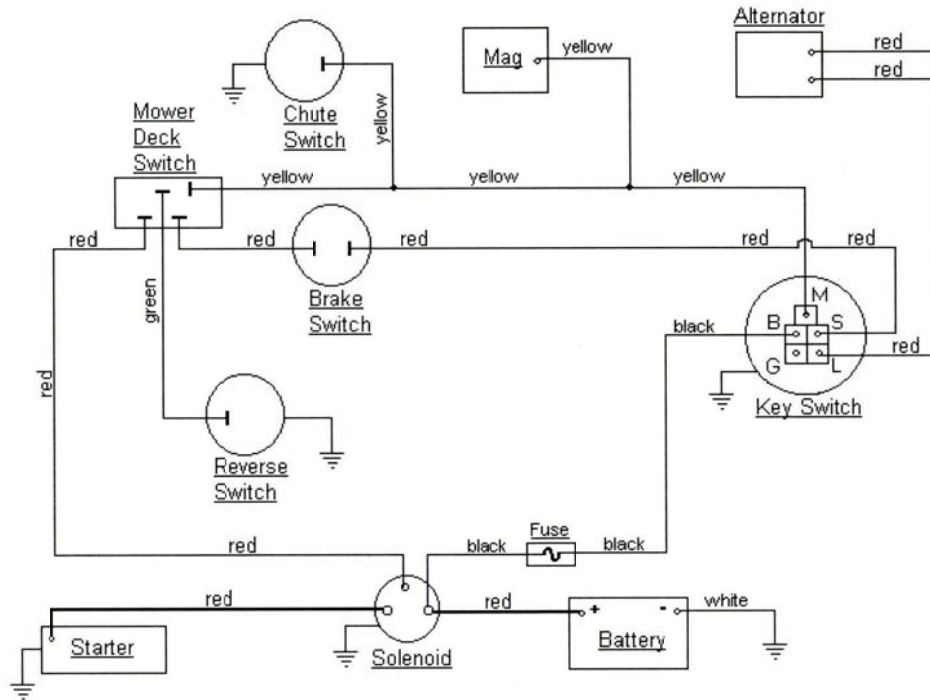 Alternator
red
red
Mag
yellow
Chute
Switch
yellow
Mower
Deck
Switch
yellow
yellow
yellow
red
red
red
red
red
Brake
Switch
green
M
B
S
G
L
black
red
Key Switch
red
Reverse
Switch
Fuse
red
black
black
red
red
+
-
white
Starter
Solenoid
Battery